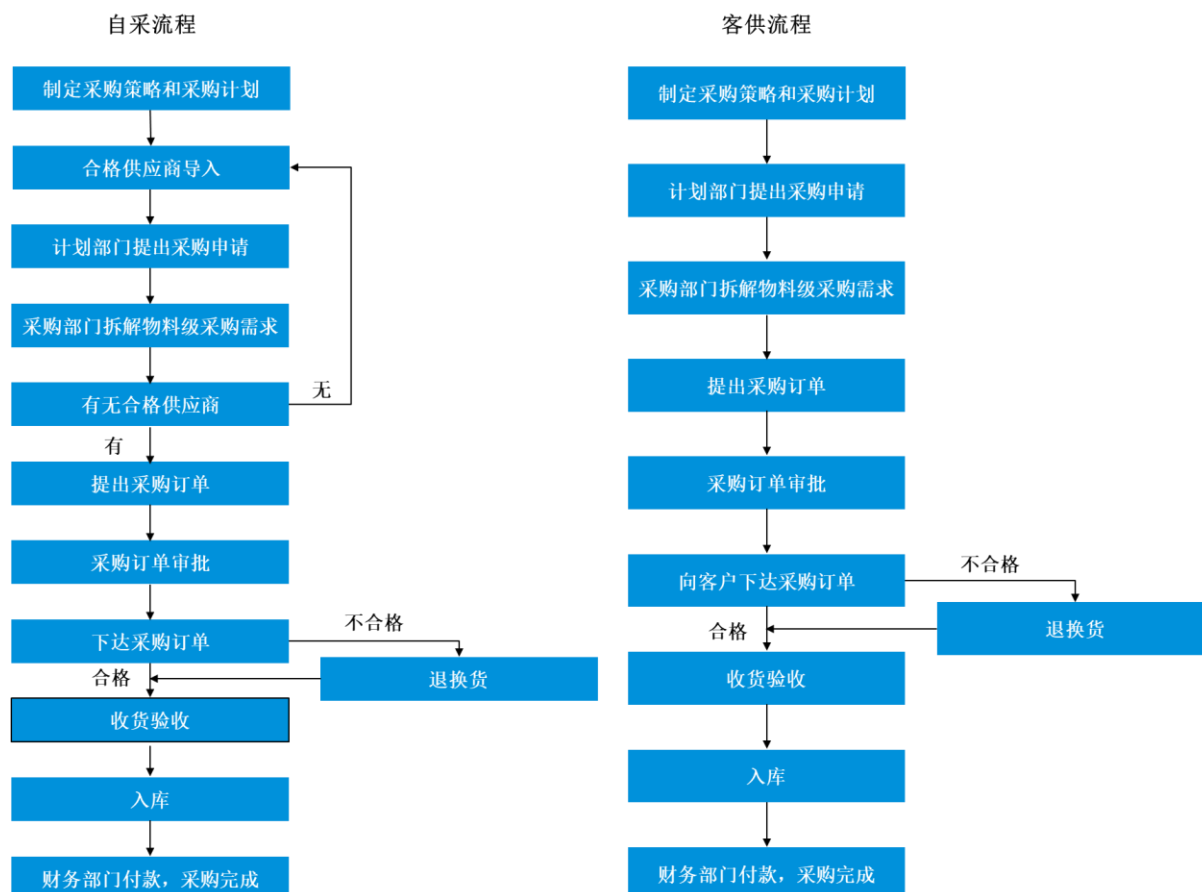 自采流程
制定采购策略和采购计划
合格供应商导入
计划部门提出采购申请
采购部门拆解物料级采购需求
有无合格供应商
无
有
提出采购订单
采购订单审批
下达采购订单
不合格
合格
退换货
收货验收
入库
财务部门付款，采购完成
客供流程
制定采购策略和采购计划
计划部门提出采购申请
采购部门拆解物料级采购需求
提出采购订单
采购订单审批
向客户下达采购订单
不合格
合格
退换货
收货验收
入库
财务部门付款，采购完成